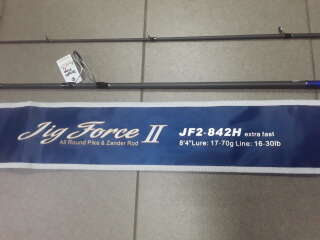 Jig Force II
All Round Pike & Zander Rod
JF2-842H extra fast
8'4"Lure: 17-70g Line: 16-30lb